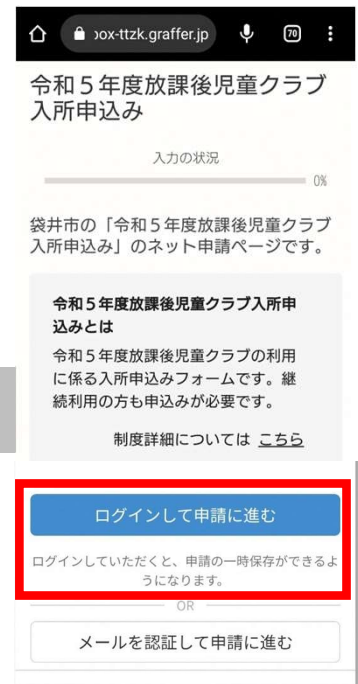 ox-ttzk.graffer.jp
70
令和５年度放課後児童クラブ
入所申込み
入力の状況
0%
袋井市の「令和５年度放課後児童クラブ
入所申込み」のネット申請ページです。
令和５年度放課後児童クラブ入所申
込みとは
令和５年度放課後児童クラブの利用
に係る入所申込みフォームです。継
続利用の方も申込みが必要です。
制度詳細については こちら
ログインして申請に進む
ログインしていただくと、申請の一時保存ができるよ
うになります。
OR
メールを認証して申請に進む